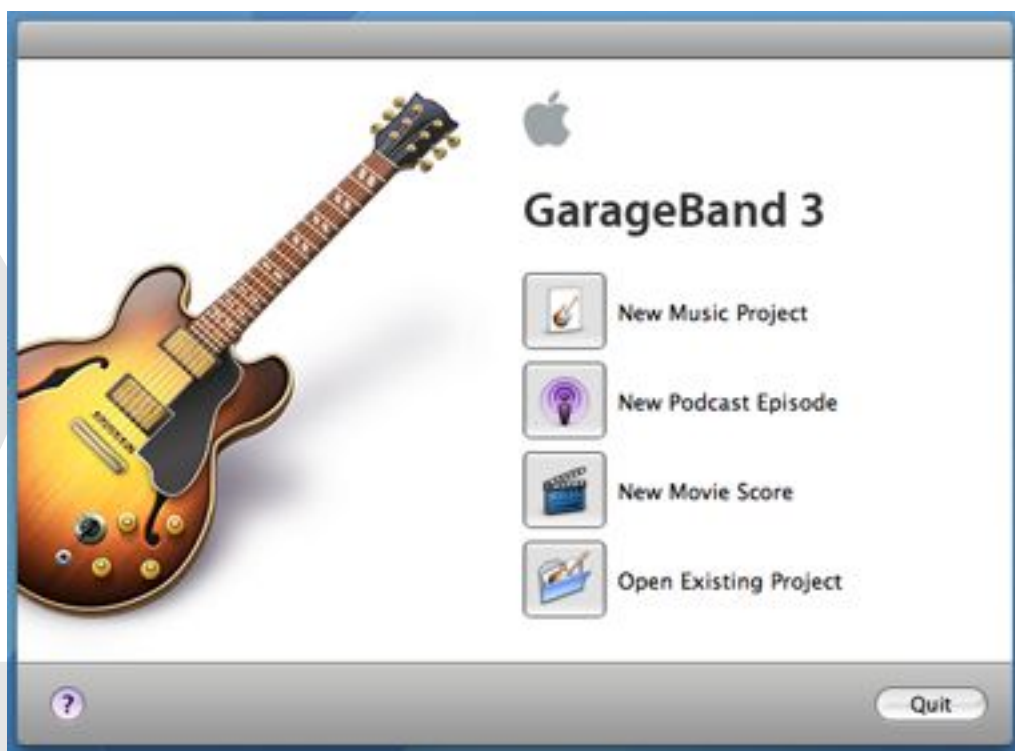 GarageBand 3
New Music Project
New Podcast Episode
New Movie Score
Open Existing Project
?
Quit